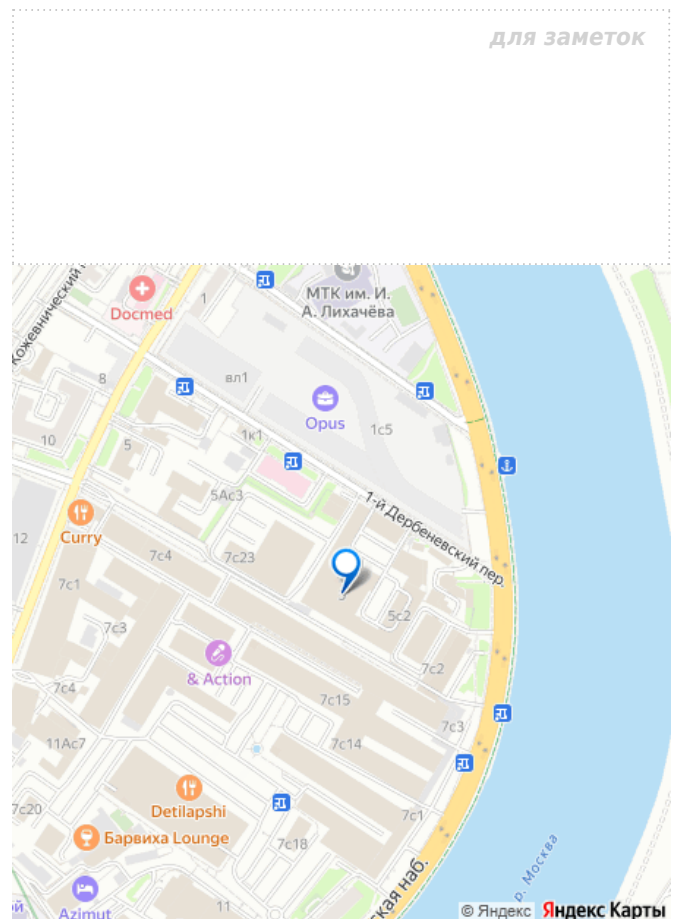 для заметок
МТК им. И.
А. Лихачёва
Docmed
1
Кожевнический
8
вл1
Opus
1с5
1к1
10
5
5Ас3
1-й Дербеневский пер.
12
Curry
7с4
7с23
7с1
5с2
7с3
& Action
7с2
7с4
7с15
7с3
11Ас7
7с14
Detilapshi
7с20
7с1
Барвиха Lounge
7с18
р. Москва
ская наб.
Azimut
11
© Яндекс Яндекс Карты